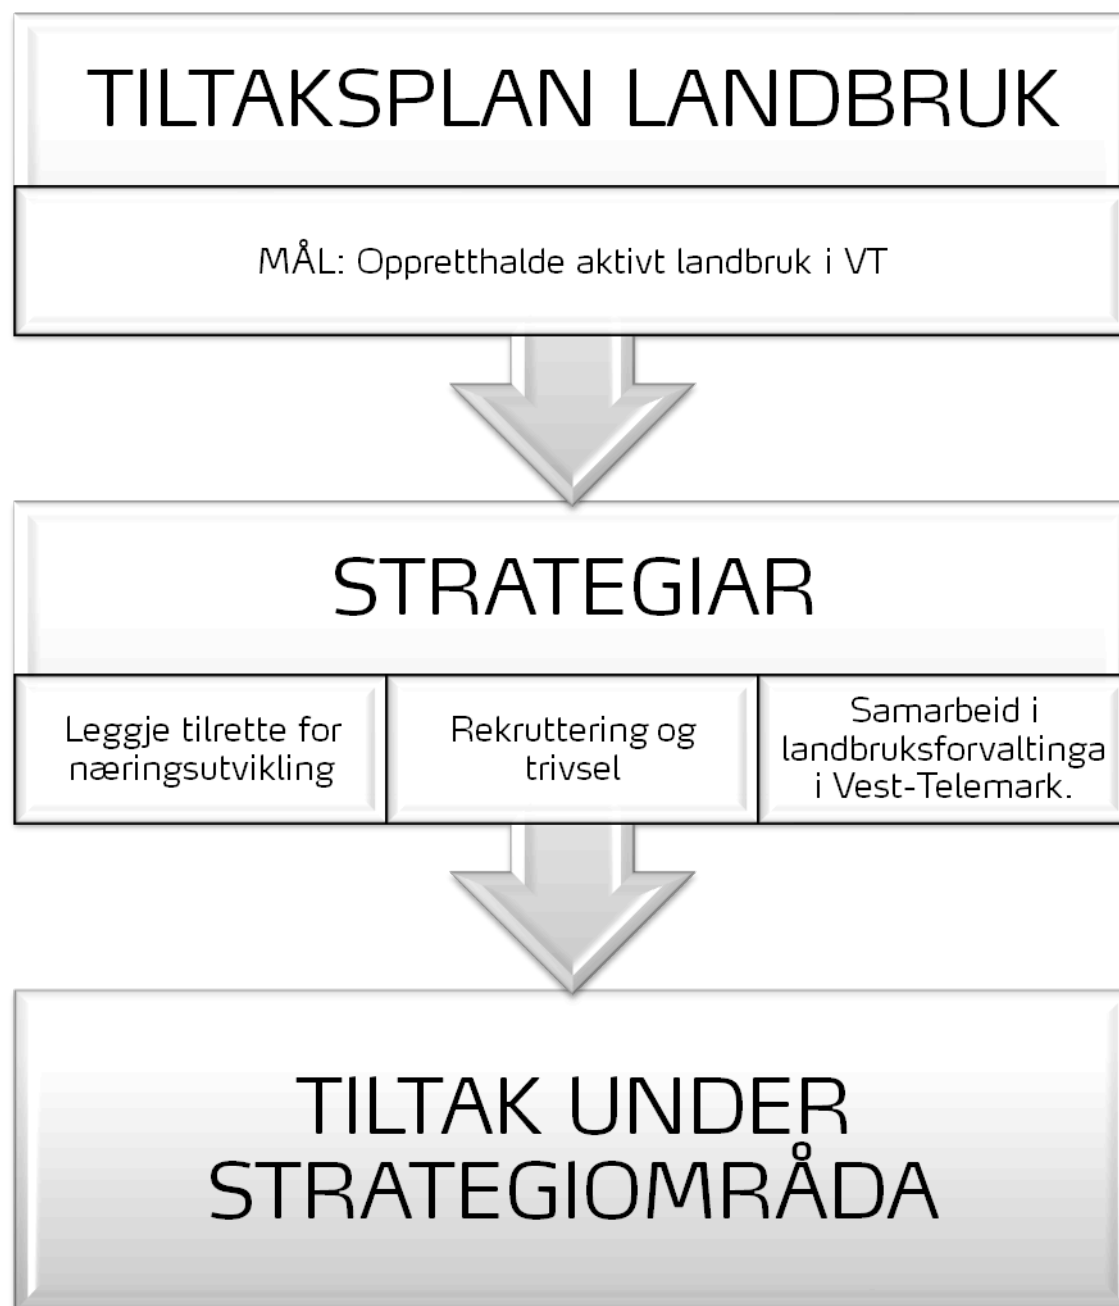 TILTAKSPLAN LANDBRUK
MÅL: Oppretthalde aktivt landbruk i VT
STRATEGIAR
Leggje tilrette for
næringsutvikling
Rekruttering og
trivsel
Samarbeid i
landbruksforvaltinga
i Vest-Telemark.
TILTAK UNDER
STRATEGIOMRÅDA